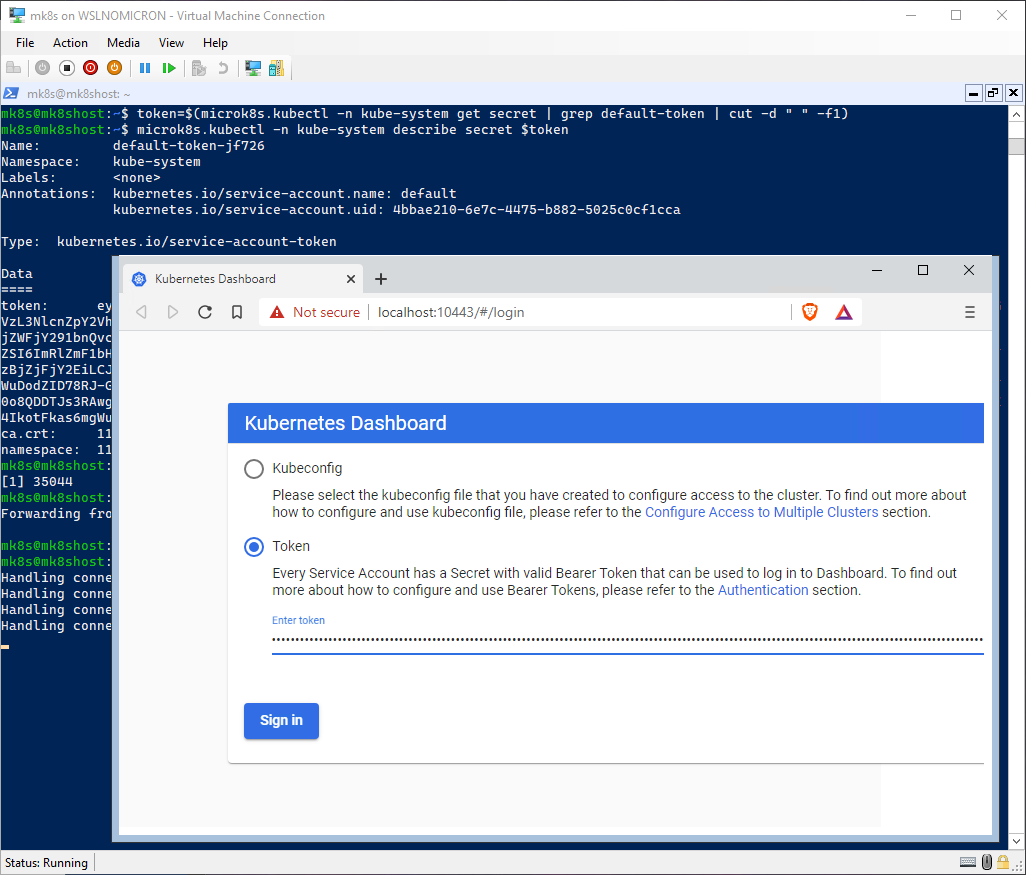 mk8s on WSLNOMICRON - Virtual Machine Connection
File Action Media View Help
mk8s@mk8shost: ~
mk8s@mk8shost:~$ token=$(microk8s.kubectl -n kube-system get secret | grep default-token | cut -d " " -f1)
mk8s@mk8shost:~$ microk8s.kubectl -n kube-system describe secret $token
Name: default-token-jf726
Namespace: kube-system
Labels: <none>
Annotations: kubernetes.io/service-account.name: default
kubernetes.io/service-account.uid: 4bbae210-6e7c-4475-b882-5025c0cf1cca
Type: kubernetes.io/service-account-token
Data
====
token: ey
VzL3NlcnZpY2Vh
jZWFjY291bnQvc
ZSI6ImRlZmF1bH
zBjZjFjY2EiLCJ
WuDodZID78RJ-G
0o8QDDTJs3RAwg
4IkotFkas6mgWu
ca.crt: 11
namespace: 11
mk8s@mk8shost:
[1] 35044
mk8s@mk8shost:
Forwarding fro
mk8s@mk8shost:
mk8s@mk8shost:
Handling conne
Handling conne
Handling conne
Handling conne
Kubernetes Dashboard
Not secure
localhost:10443/#/login
Kubernetes Dashboard
Kubeconfig
Please select the kubeconfig file that you have created to configure access to the cluster. To find out more about
how to configure and use kubeconfig file, please refer to the Configure Access to Multiple Clusters section.
Token
Every Service Account has a Secret with valid Bearer Token that can be used to log in to Dashboard. To find out
more about how to configure and use Bearer Tokens, please refer to the Authentication section.
Enter token
Sign in
Status: Running